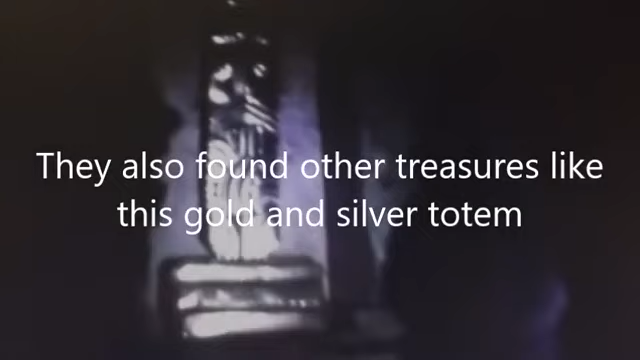 They also found other treasures like
this gold and silver totem